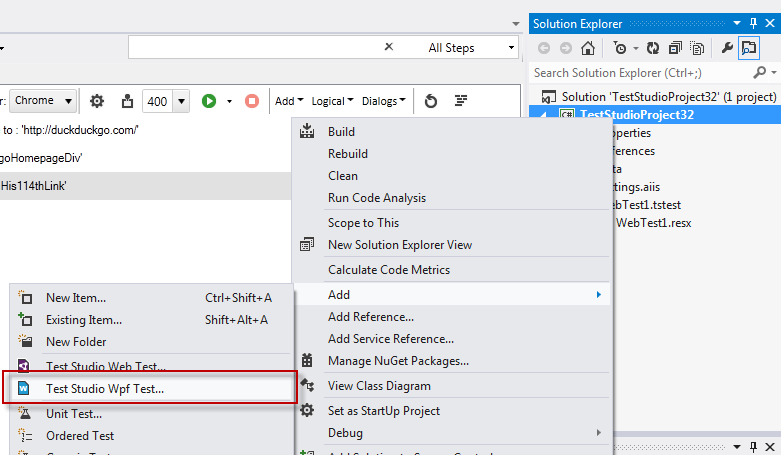 Solution Explorer
All Steps
Search Solution Explorer (Ctrl+;)
r: Chrome 400 Add Logical Dialogs
Solution 'TestStudioProject32' (1 project)
TestStudioProject32
to : 'http://duckduckgo.com/'
operties
goHomepageDiv'
ferences
ta
His114thLink'
ttings.aiis
ebTest1.tstest
WebTest1.resx
Build
Rebuild
Clean
Run Code Analysis
Scope to This
New Solution Explorer View
Calculate Code Metrics
Add
Add Reference...
Add Service Reference...
Manage NuGet Packages...
View Class Diagram
Set as StartUp Project
Debug
New Item... Ctrl+Shift+A
Existing Item... Shift+Alt+A
New Folder
Test Studio Web Test...
Test Studio Wpf Test...
Unit Test...
Ordered Test